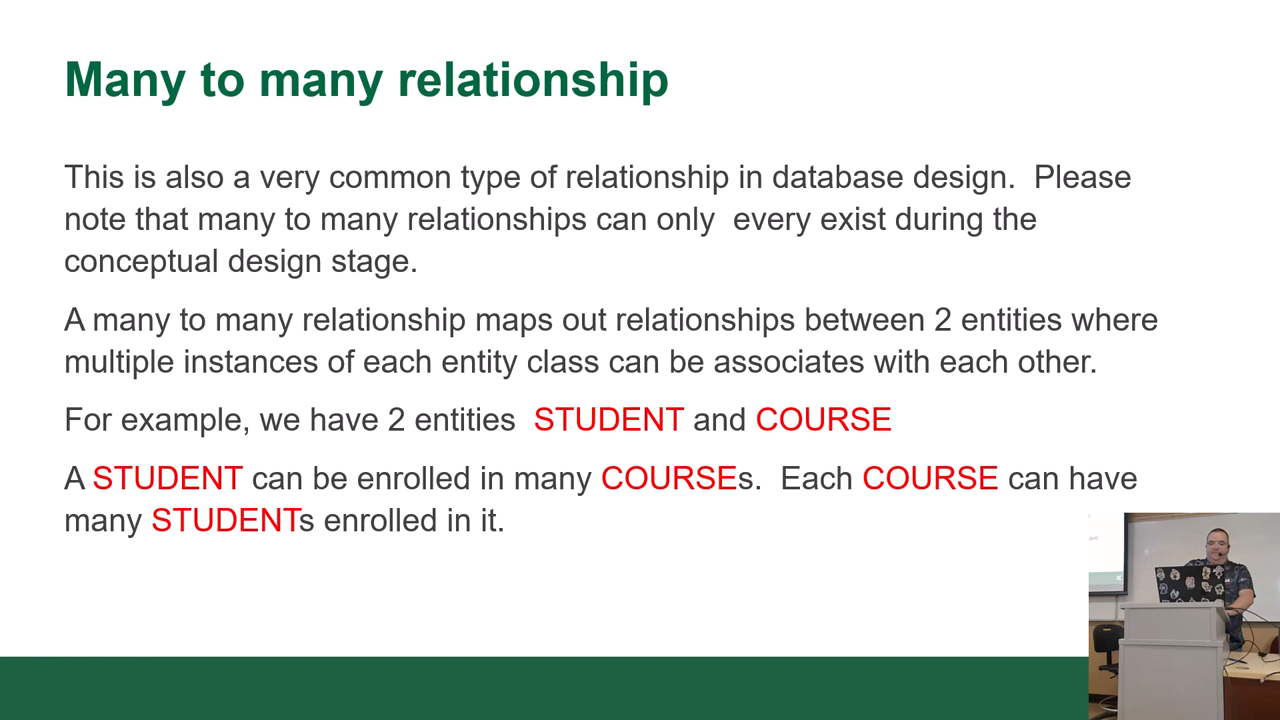 Many to many relationship
This is also a very common type of relationship in database design.  Please
note that many to many relationships can only  every exist during the
conceptual design stage.
A many to many relationship maps out relationships between 2 entities where
multiple instances of each entity class can be associates with each other.
For example, we have 2 entities  STUDENT and COURSE
A STUDENT can be enrolled in many COURSEs.  Each COURSE can have
many STUDENTs enrolled in it.